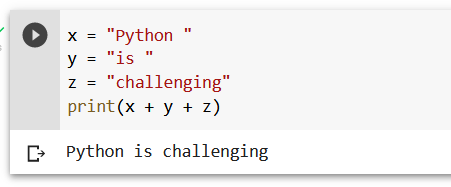 x = "Python "
y = "is "
z = "challenging"
print(x + y + z)
Python is challenging